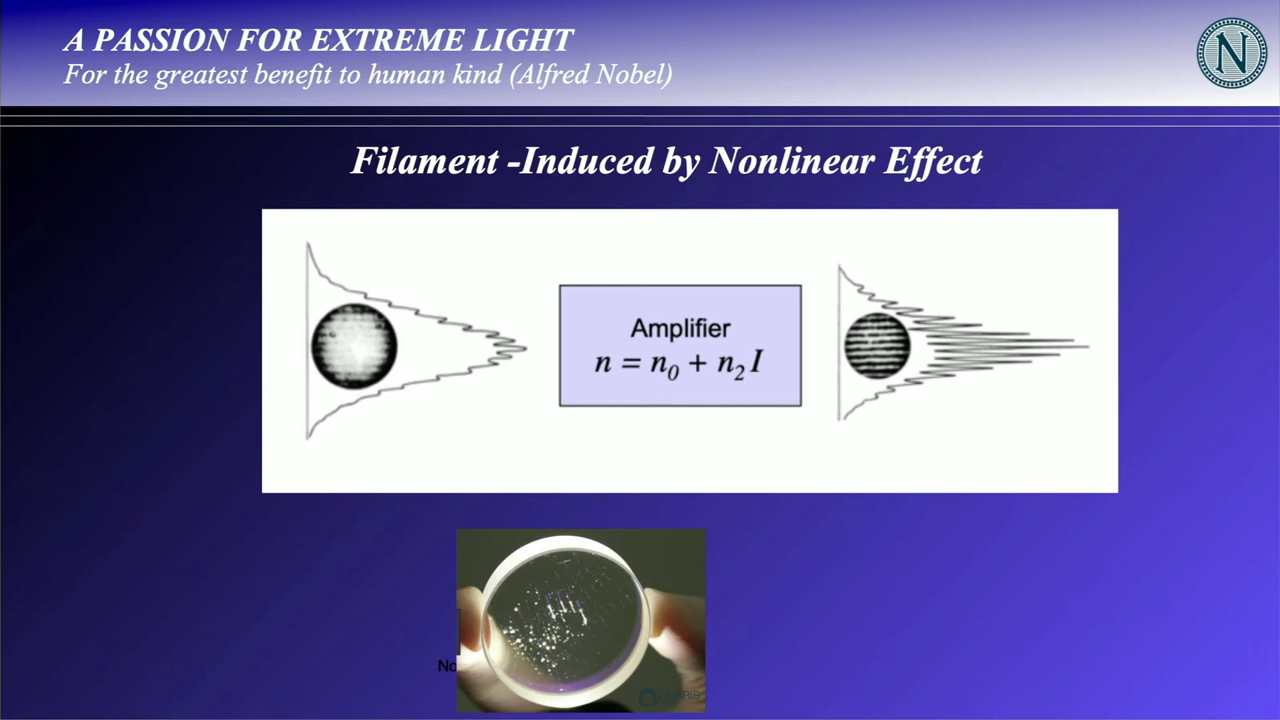 A PASSION FOR EXTREME LIGHT
For the greatest benefit to human kind (Alfred Nobel)
N
Filament -Induced by Nonlinear Effect
Amplifier
n = n₀ + n₂ I